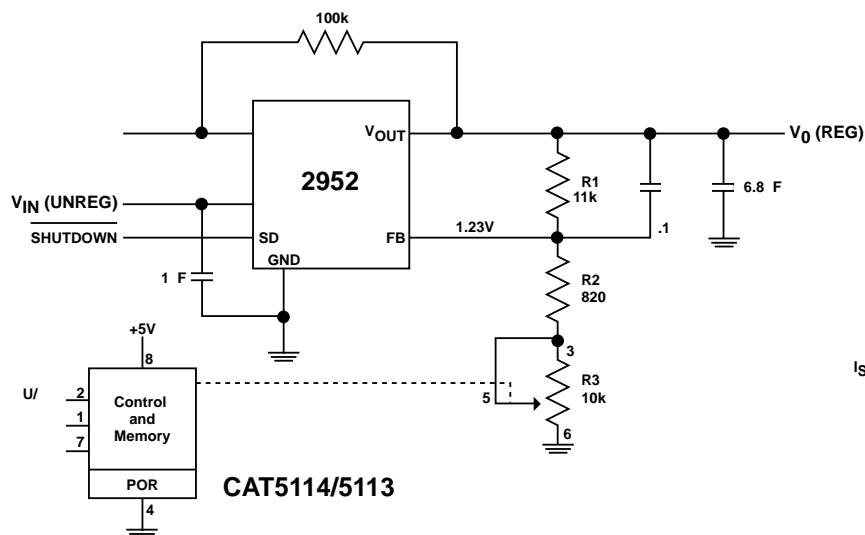 100k
VOUT
V0 (REG)
2952
R1
11k
6.8 F
VIN (UNREG)
SHUTDOWN
SD
FB
1.23V
.1
GND
1 F
R2
820
+5V
8
3
IS
U/
2
Control
and
Memory
5
R3
10k
1
7
6
POR
CAT5114/5113
4